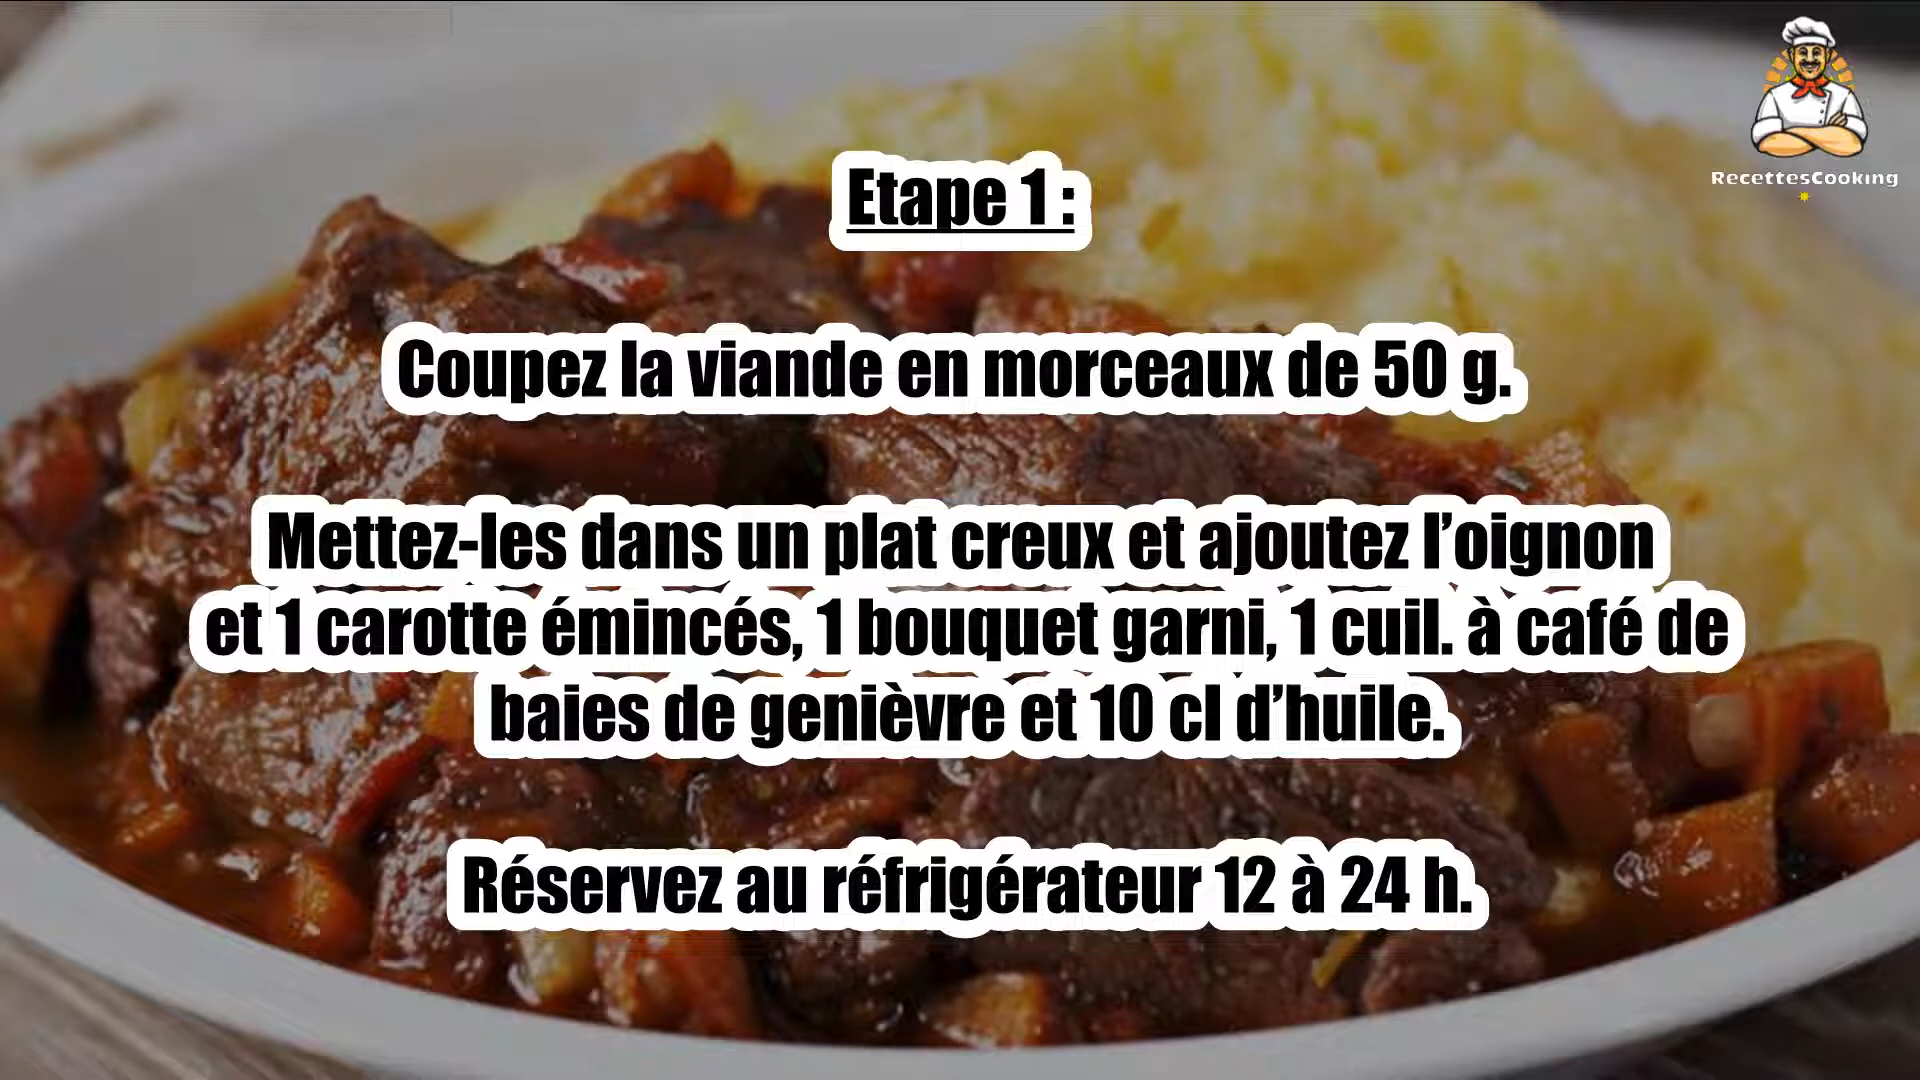 RecettesCooking
Etape 1 :
Coupez la viande en morceaux de 50 g.
Mettez-les dans un plat creux et ajoutez l’oignon
et 1 carotte émincés, 1 bouquet garni, 1 cuil. à café de
baies de genièvre et 10 cl d’huile.
Réservez au réfrigérateur 12 à 24 h.